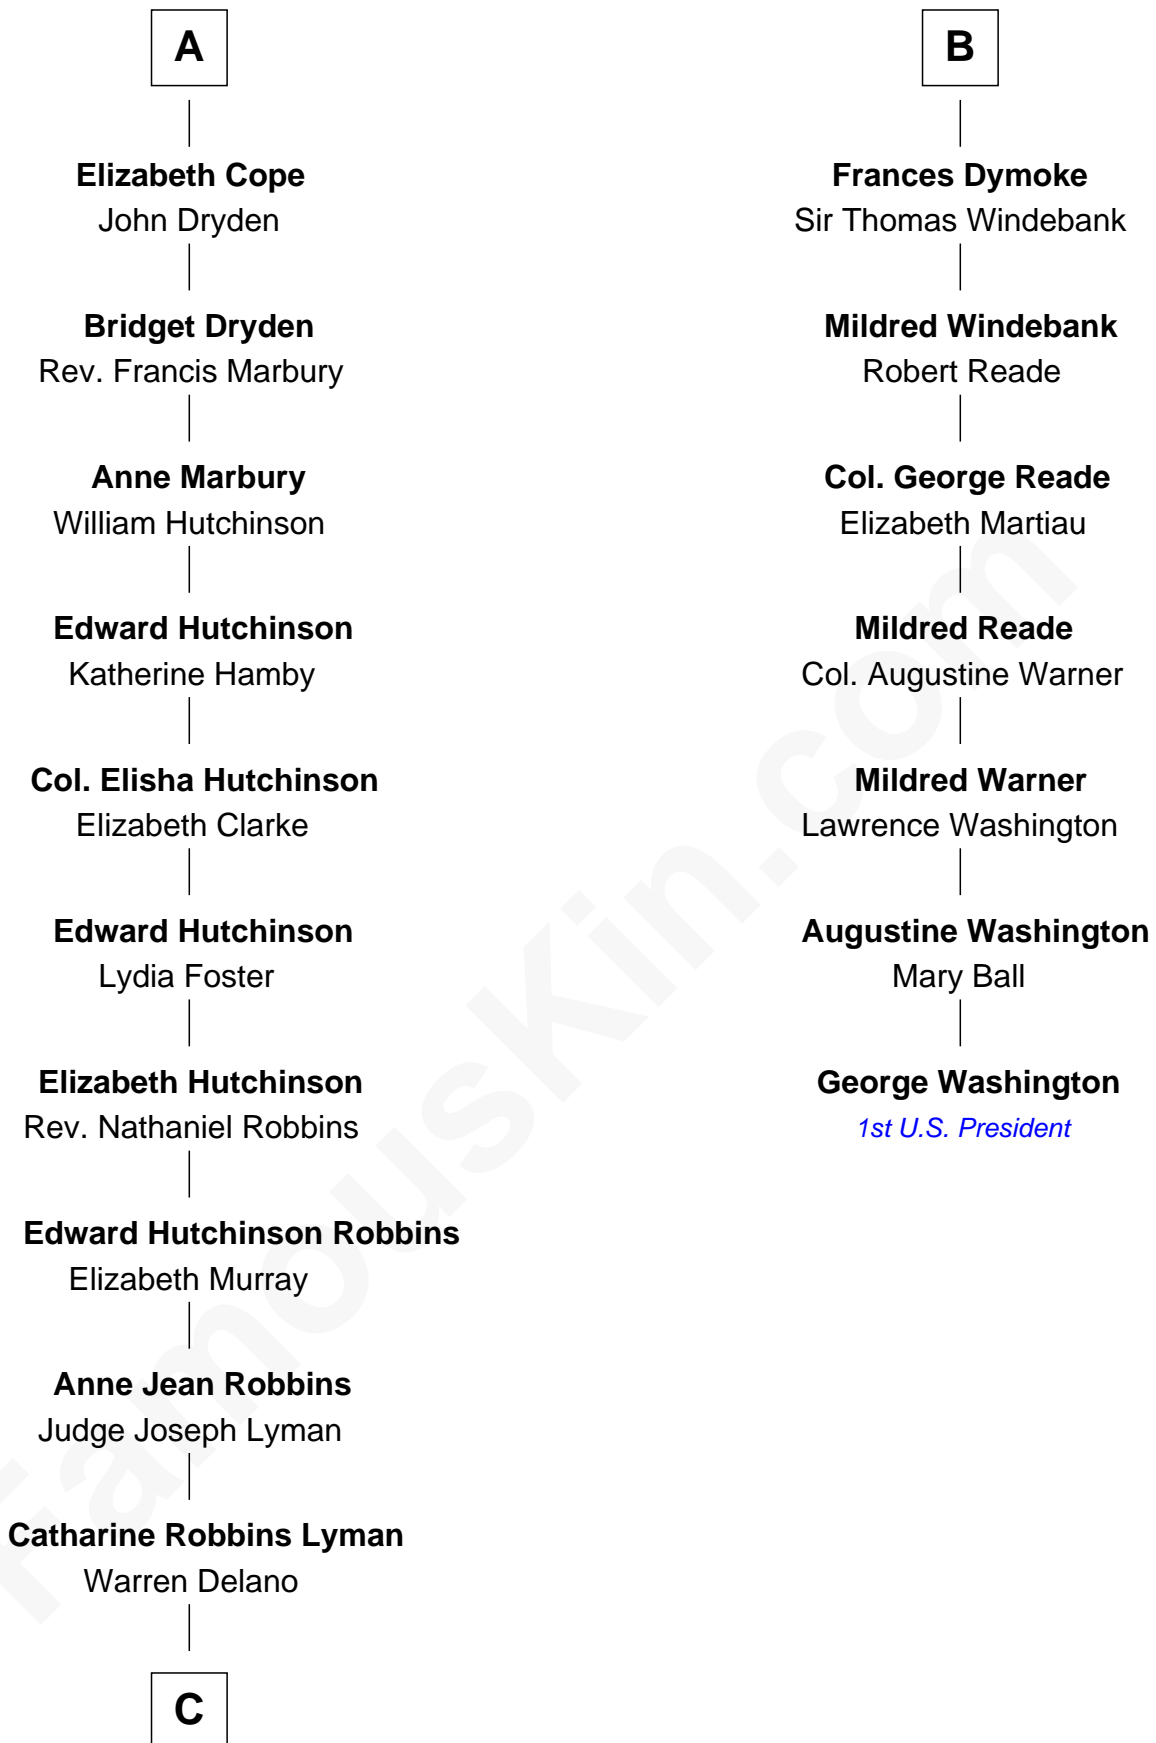 A
Elizabeth Cope
John Dryden
Bridget Dryden
Rev. Francis Marbury
Anne Marbury
William Hutchinson
Edward Hutchinson
Katherine Hamby
Col. Elisha Hutchinson
Elizabeth Clarke
Edward Hutchinson
Lydia Foster
Elizabeth Hutchinson
Rev. Nathaniel Robbins
Edward Hutchinson Robbins
Elizabeth Murray
Anne Jean Robbins
Judge Joseph Lyman
Catharine Robbins Lyman
Warren Delano
C
B
Frances Dymoke
Sir Thomas Windebank
Mildred Windebank
Robert Reade
Col. George Reade
Elizabeth Martiau
Mildred Reade
Col. Augustine Warner
Mildred Warner
Lawrence Washington
Augustine Washington
Mary Ball
George Washington
1st U.S. President
FamousKin.com